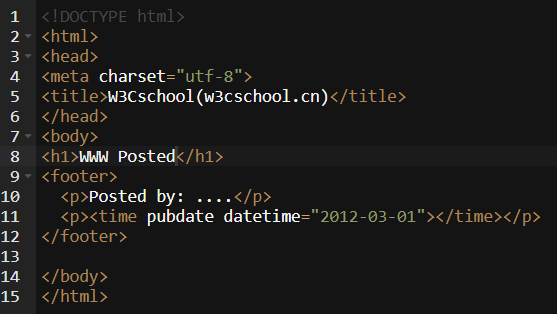 1 <!DOCTYPE html>
2 <html>
3 <head>
4 <meta charset="utf-8">
5 <title>W3Cschool(w3cschool.cn)</title>
6 </head>
7 <body>
8 <h1>WWW Posted</h1>
9 <footer>
10   <p>Posted by: ....</p>
11   <p><time pubdate datetime="2012-03-01"></time></p>
12 </footer>
13
14 </body>
15 </html>